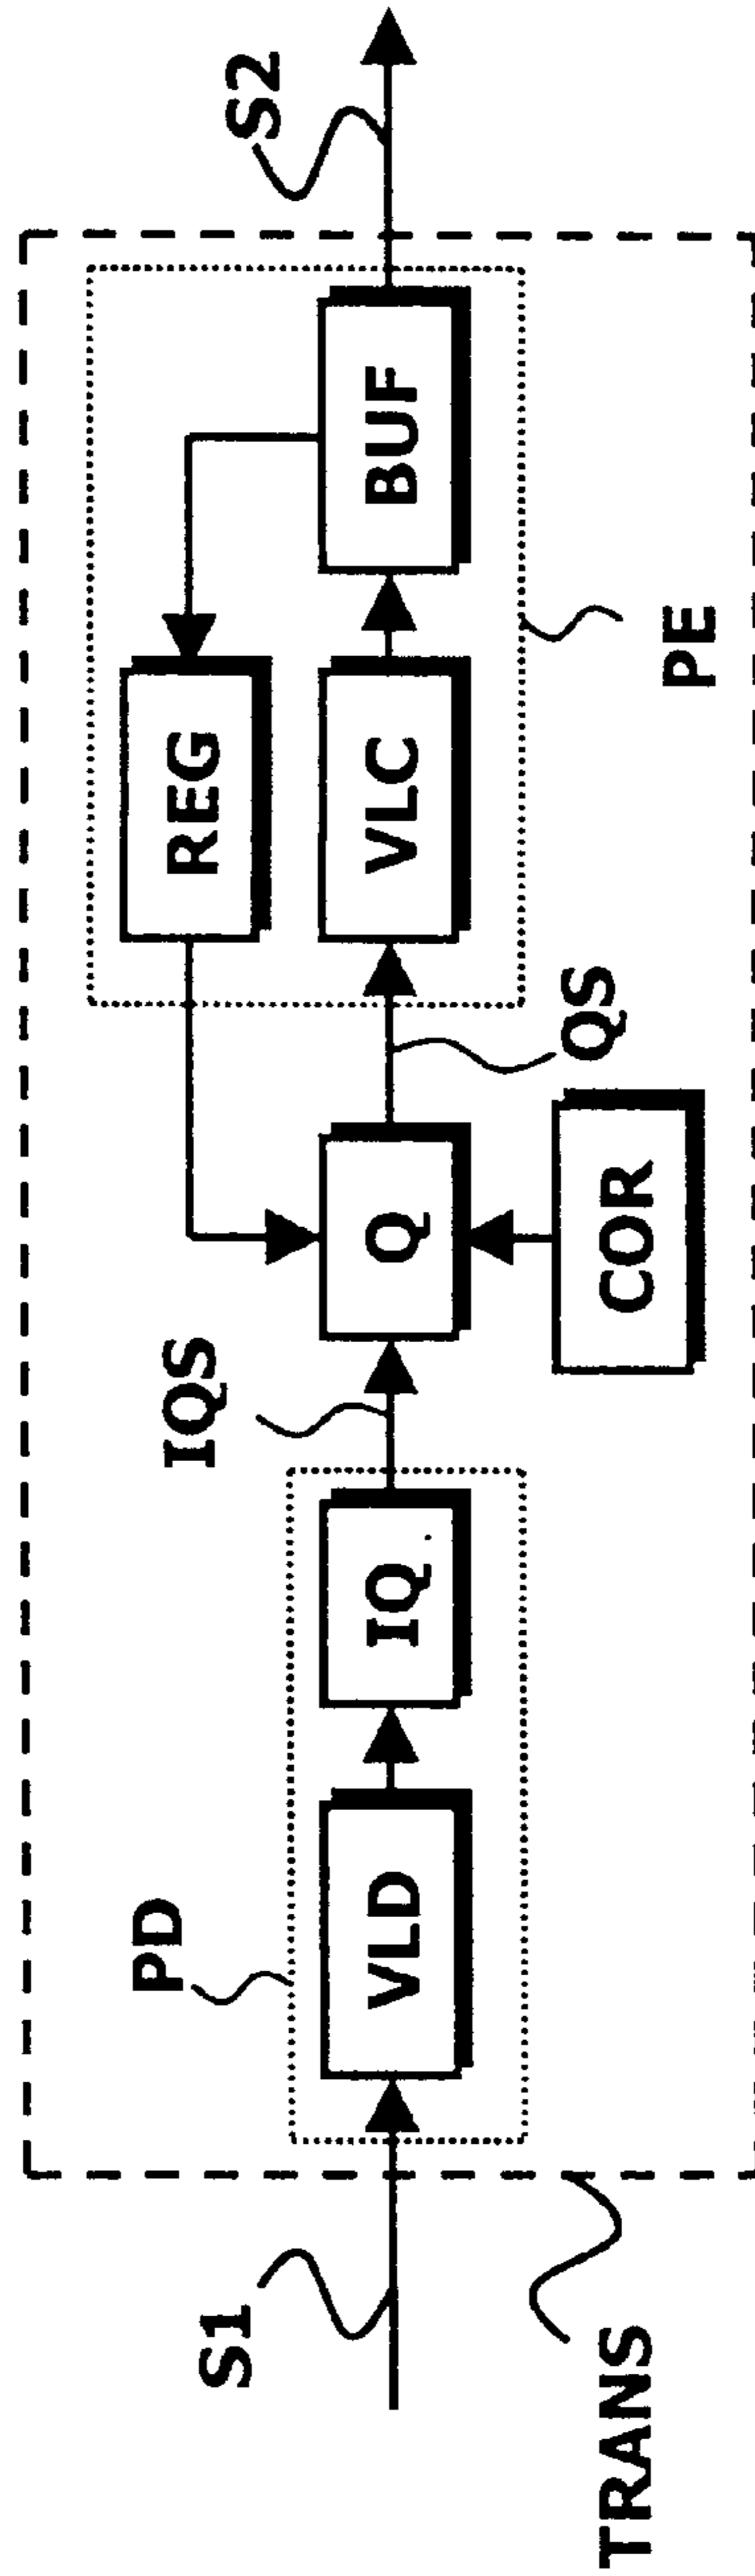 S1
TRANS
PD
VLD
IQ
IQS
Q
COR
QS
REG
VLC
BUF
PE
S2